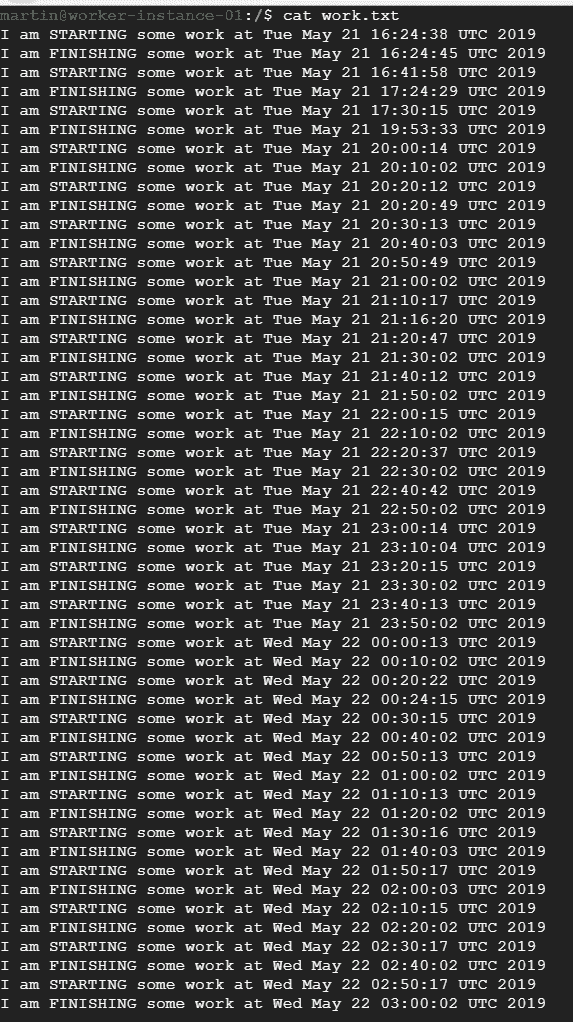 martin@worker-instance-01:/$ cat work.txt
I am STARTING some work at Tue May 21 16:24:38 UTC 2019
I am FINISHING some work at Tue May 21 16:24:45 UTC 2019
I am STARTING some work at Tue May 21 16:41:58 UTC 2019
I am FINISHING some work at Tue May 21 17:24:29 UTC 2019
I am STARTING some work at Tue May 21 17:30:15 UTC 2019
I am FINISHING some work at Tue May 21 19:53:33 UTC 2019
I am STARTING some work at Tue May 21 20:00:14 UTC 2019
I am FINISHING some work at Tue May 21 20:10:02 UTC 2019
I am STARTING some work at Tue May 21 20:20:12 UTC 2019
I am FINISHING some work at Tue May 21 20:20:49 UTC 2019
I am STARTING some work at Tue May 21 20:30:13 UTC 2019
I am FINISHING some work at Tue May 21 20:40:03 UTC 2019
I am STARTING some work at Tue May 21 20:50:49 UTC 2019
I am FINISHING some work at Tue May 21 21:00:02 UTC 2019
I am STARTING some work at Tue May 21 21:10:17 UTC 2019
I am FINISHING some work at Tue May 21 21:16:20 UTC 2019
I am STARTING some work at Tue May 21 21:20:47 UTC 2019
I am FINISHING some work at Tue May 21 21:30:02 UTC 2019
I am STARTING some work at Tue May 21 21:40:12 UTC 2019
I am FINISHING some work at Tue May 21 21:50:02 UTC 2019
I am STARTING some work at Tue May 21 22:00:15 UTC 2019
I am FINISHING some work at Tue May 21 22:10:02 UTC 2019
I am STARTING some work at Tue May 21 22:20:37 UTC 2019
I am FINISHING some work at Tue May 21 22:30:02 UTC 2019
I am STARTING some work at Tue May 21 22:40:42 UTC 2019
I am FINISHING some work at Tue May 21 22:50:02 UTC 2019
I am STARTING some work at Tue May 21 23:00:14 UTC 2019
I am FINISHING some work at Tue May 21 23:10:04 UTC 2019
I am STARTING some work at Tue May 21 23:20:15 UTC 2019
I am FINISHING some work at Tue May 21 23:30:02 UTC 2019
I am STARTING some work at Tue May 21 23:40:13 UTC 2019
I am FINISHING some work at Tue May 21 23:50:02 UTC 2019
I am STARTING some work at Wed May 22 00:00:13 UTC 2019
I am FINISHING some work at Wed May 22 00:10:02 UTC 2019
I am STARTING some work at Wed May 22 00:20:22 UTC 2019
I am FINISHING some work at Wed May 22 00:24:15 UTC 2019
I am STARTING some work at Wed May 22 00:30:15 UTC 2019
I am FINISHING some work at Wed May 22 00:40:02 UTC 2019
I am STARTING some work at Wed May 22 00:50:13 UTC 2019
I am FINISHING some work at Wed May 22 01:00:02 UTC 2019
I am STARTING some work at Wed May 22 01:10:13 UTC 2019
I am FINISHING some work at Wed May 22 01:20:02 UTC 2019
I am STARTING some work at Wed May 22 01:30:16 UTC 2019
I am FINISHING some work at Wed May 22 01:40:03 UTC 2019
I am STARTING some work at Wed May 22 01:50:17 UTC 2019
I am FINISHING some work at Wed May 22 02:00:03 UTC 2019
I am STARTING some work at Wed May 22 02:10:15 UTC 2019
I am FINISHING some work at Wed May 22 02:20:02 UTC 2019
I am STARTING some work at Wed May 22 02:30:17 UTC 2019
I am FINISHING some work at Wed May 22 02:40:02 UTC 2019
I am STARTING some work at Wed May 22 02:50:17 UTC 2019
I am FINISHING some work at Wed May 22 03:00:02 UTC 2019